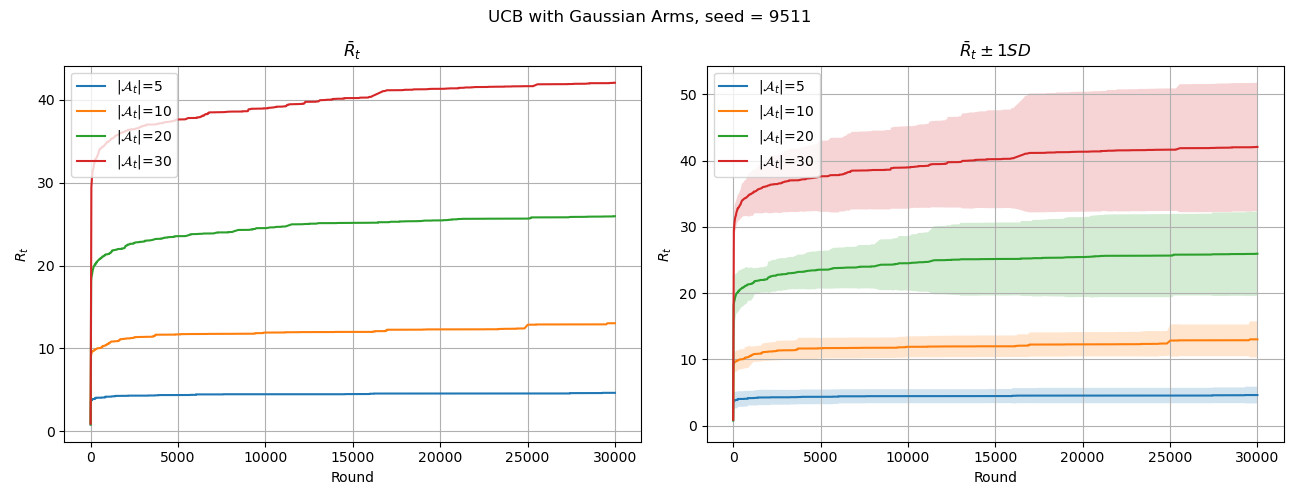 UCB with Gaussian Arms, seed = 9511
R̄ₜ
Rₜ
40
30
20
10
0
|𝒜ₜ|=5
|𝒜ₜ|=10
|𝒜ₜ|=20
|𝒜ₜ|=30
0 5000 10000 15000 20000 25000 30000
Round
R̄ₜ ± 1SD
Rₜ
50
40
30
20
10
0
|𝒜ₜ|=5
|𝒜ₜ|=10
|𝒜ₜ|=20
|𝒜ₜ|=30
0 5000 10000 15000 20000 25000 30000
Round